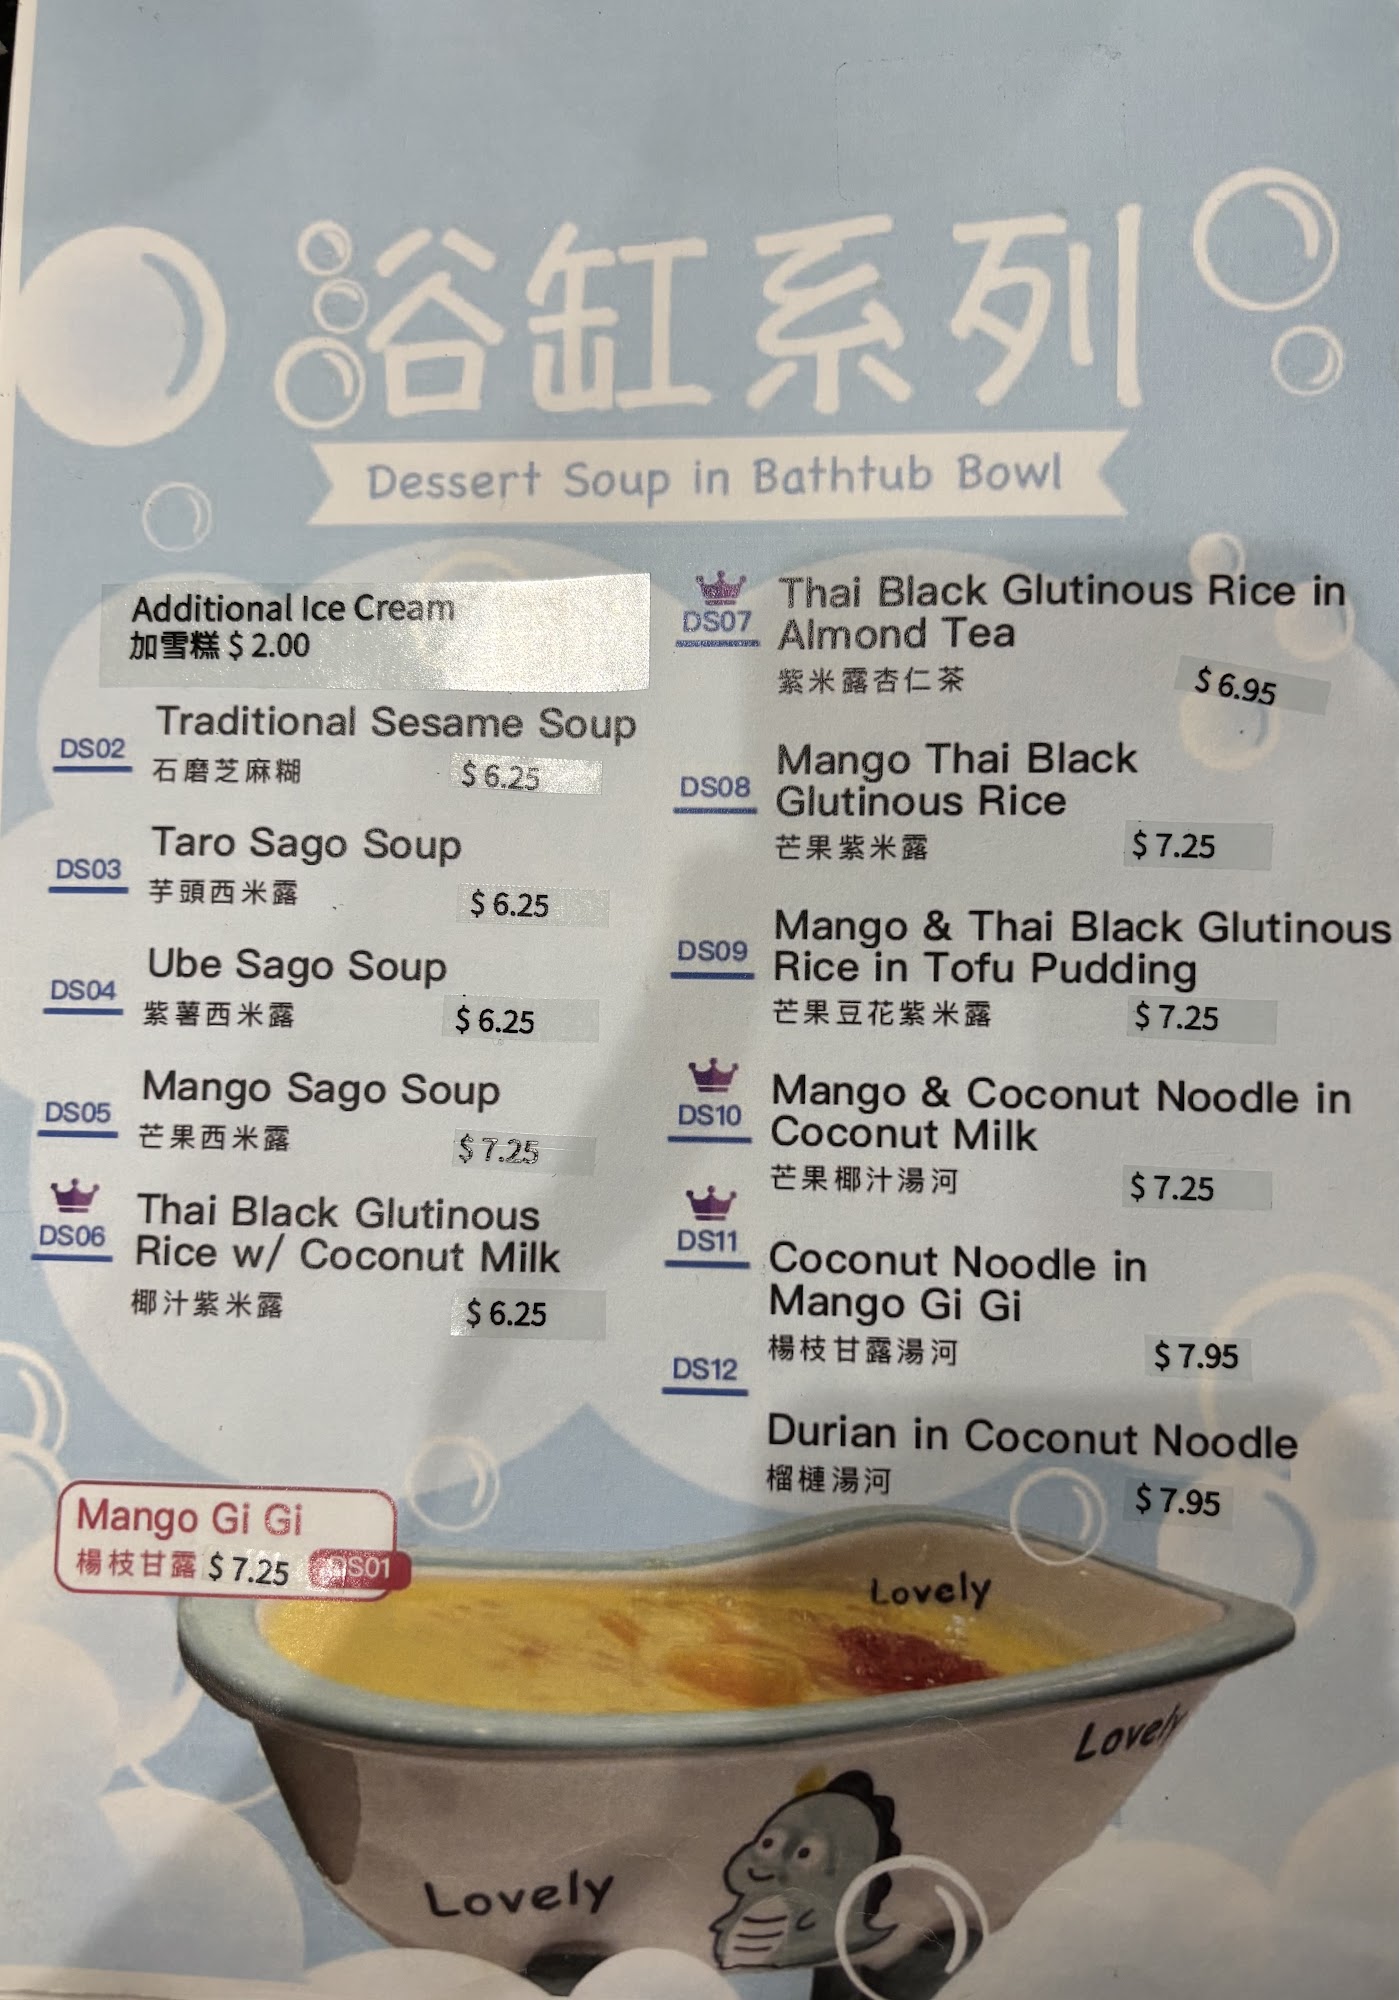 浴缸系列
Dessert Soup in Bathtub Bowl
Additional Ice Cream
加雪糕 $ 2.00
DS02
Traditional Sesame Soup
石磨芝麻糊 $ 6.25
DS03
Taro Sago Soup
芋頭西米露 $ 6.25
DS04
Ube Sago Soup
紫薯西米露 $ 6.25
DS05
Mango Sago Soup
芒果西米露 $ 7.25
DS06
Thai Black Glutinous
Rice w/ Coconut Milk
椰汁紫米露 $ 6.25
DS07
Thai Black Glutinous Rice in
Almond Tea
紫米露杏仁茶 $ 6.95
DS08
Mango Thai Black
Glutinous Rice
芒果紫米露 $ 7.25
DS09
Mango & Thai Black Glutinous
Rice in Tofu Pudding
芒果豆花紫米露 $ 7.25
DS10
Mango & Coconut Noodle in
Coconut Milk
芒果椰汁湯河 $ 7.25
DS11
Coconut Noodle in
Mango Gi Gi
楊枝甘露湯河 $ 7.95
DS12
Durian in Coconut Noodle
榴槤湯河 $ 7.95
Mango Gi Gi
楊枝甘露 $ 7.25 DS01
Lovely
Lovely
Lovely